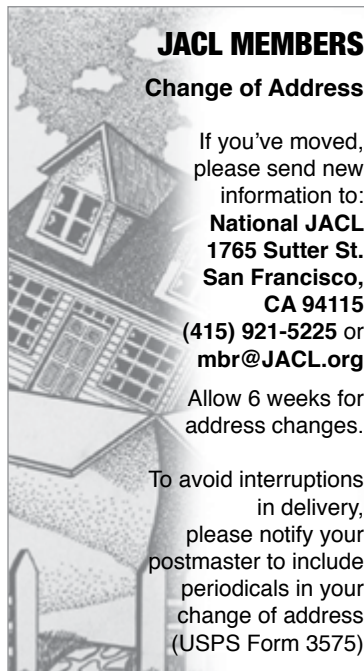 JACL MEMBERS
Change of Address
If you've moved,
please send new
information to:
National JACL
1765 Sutter St.
San Francisco,
CA 94115
(415) 921-5225 or
mbr@JACL.org
Allow 6 weeks for
address changes.
To avoid interruptions
in delivery,
please notify your
postmaster to include
periodicals in your
change of address
(USPS Form 3575)